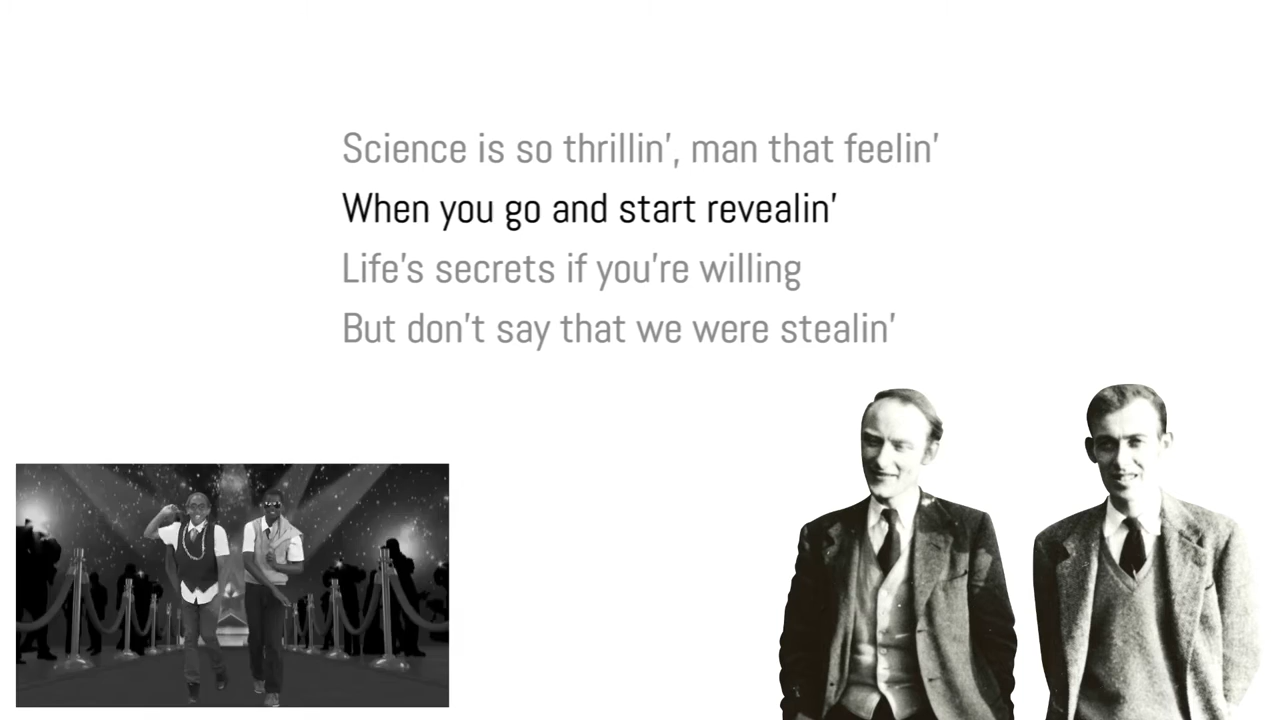 Science is so thrillin', man that feelin'
When you go and start revealin'
Life's secrets if you're willing
But don't say that we were stealin'